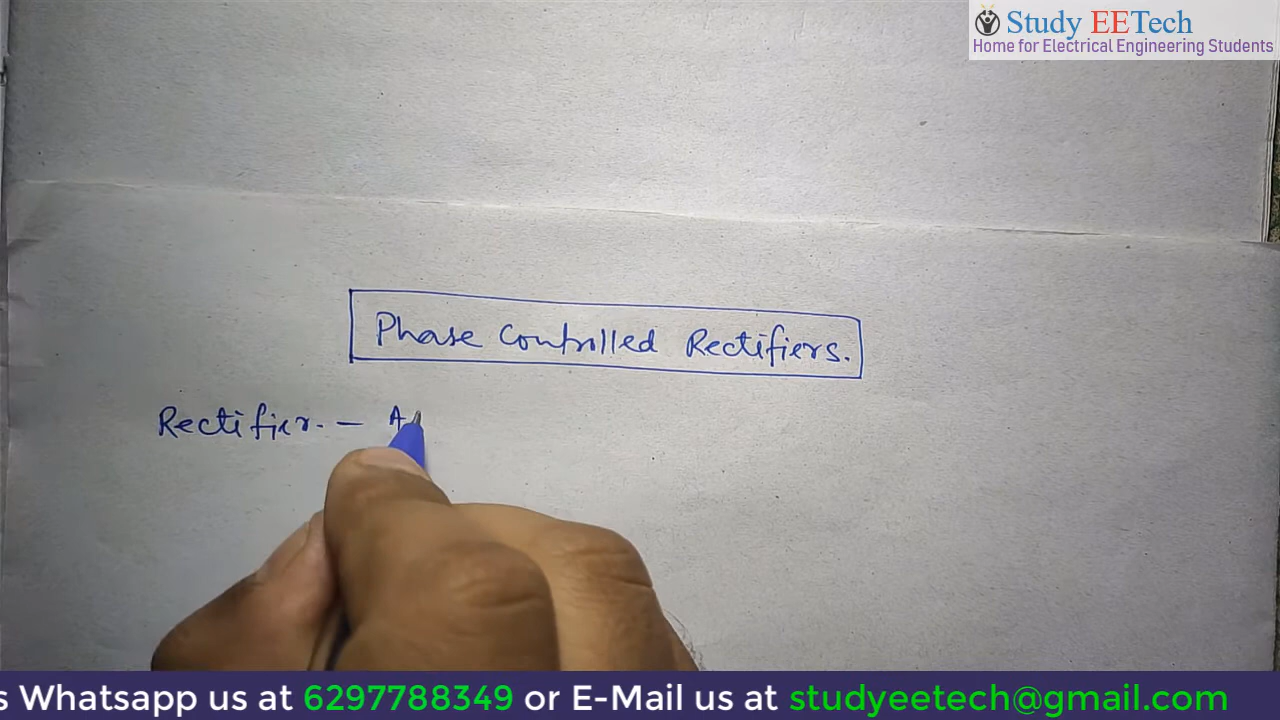 Study EETech
Home for Electrical Engineering Students
Phase Controlled Rectifiers.
Rectifier. - A
s Whatsapp us at 6297788349 or E-Mail us at studyeetech@gmail.com